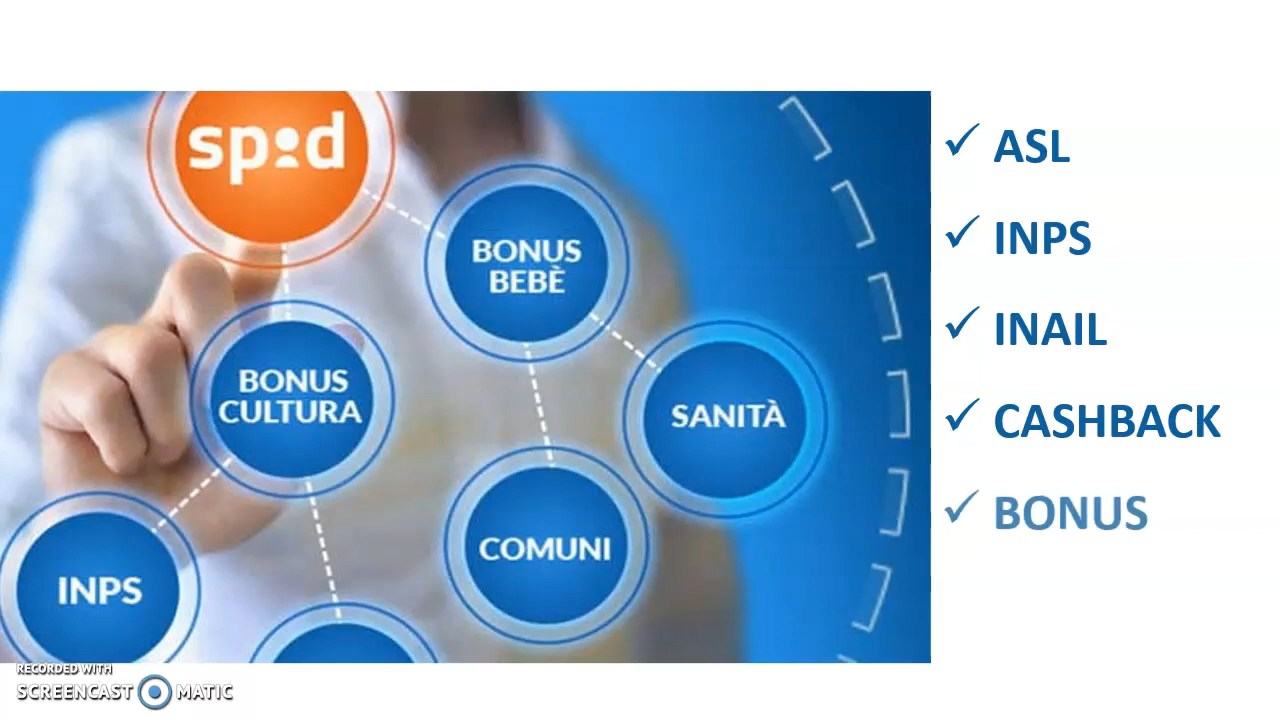 spid
BONUS
BEBÈ
BONUS
CULTURA
SANITÀ
COMUNI
INPS
✓ ASL
✓ INPS
✓ INAIL
✓ CASHBACK
✓ BONUS
RECORDED WITH
SCREENCAST MATIC